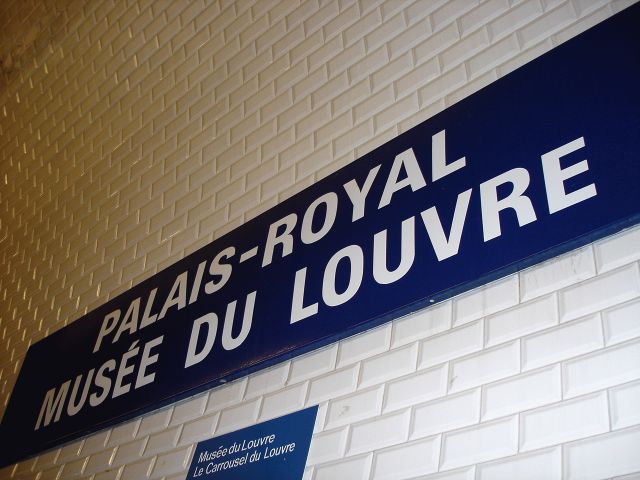 PALAIS-ROYAL
MUSÉE DU LOUVRE
Musée du Louvre
Le Carrousel du Louvre